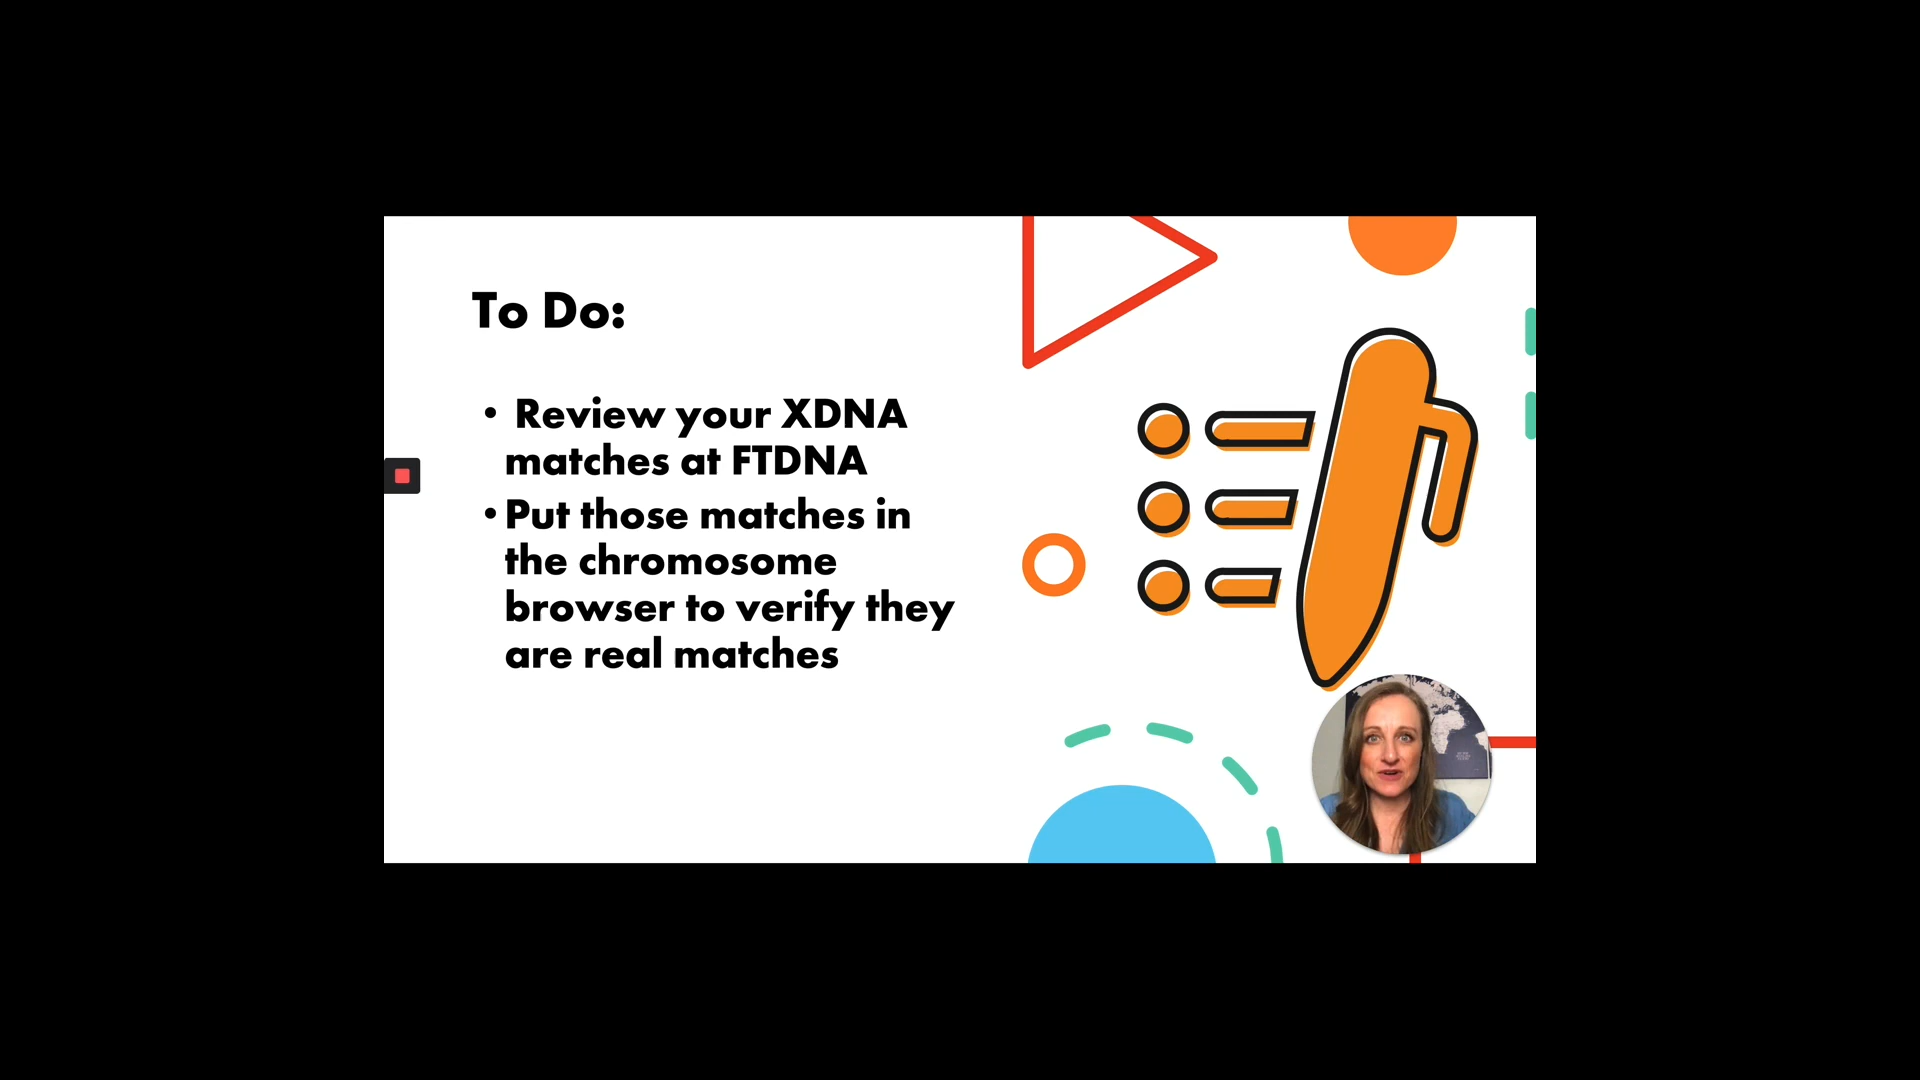 To Do:
• Review your XDNA
matches at FTDNA
• Put those matches in
the chromosome
browser to verify they
are real matches